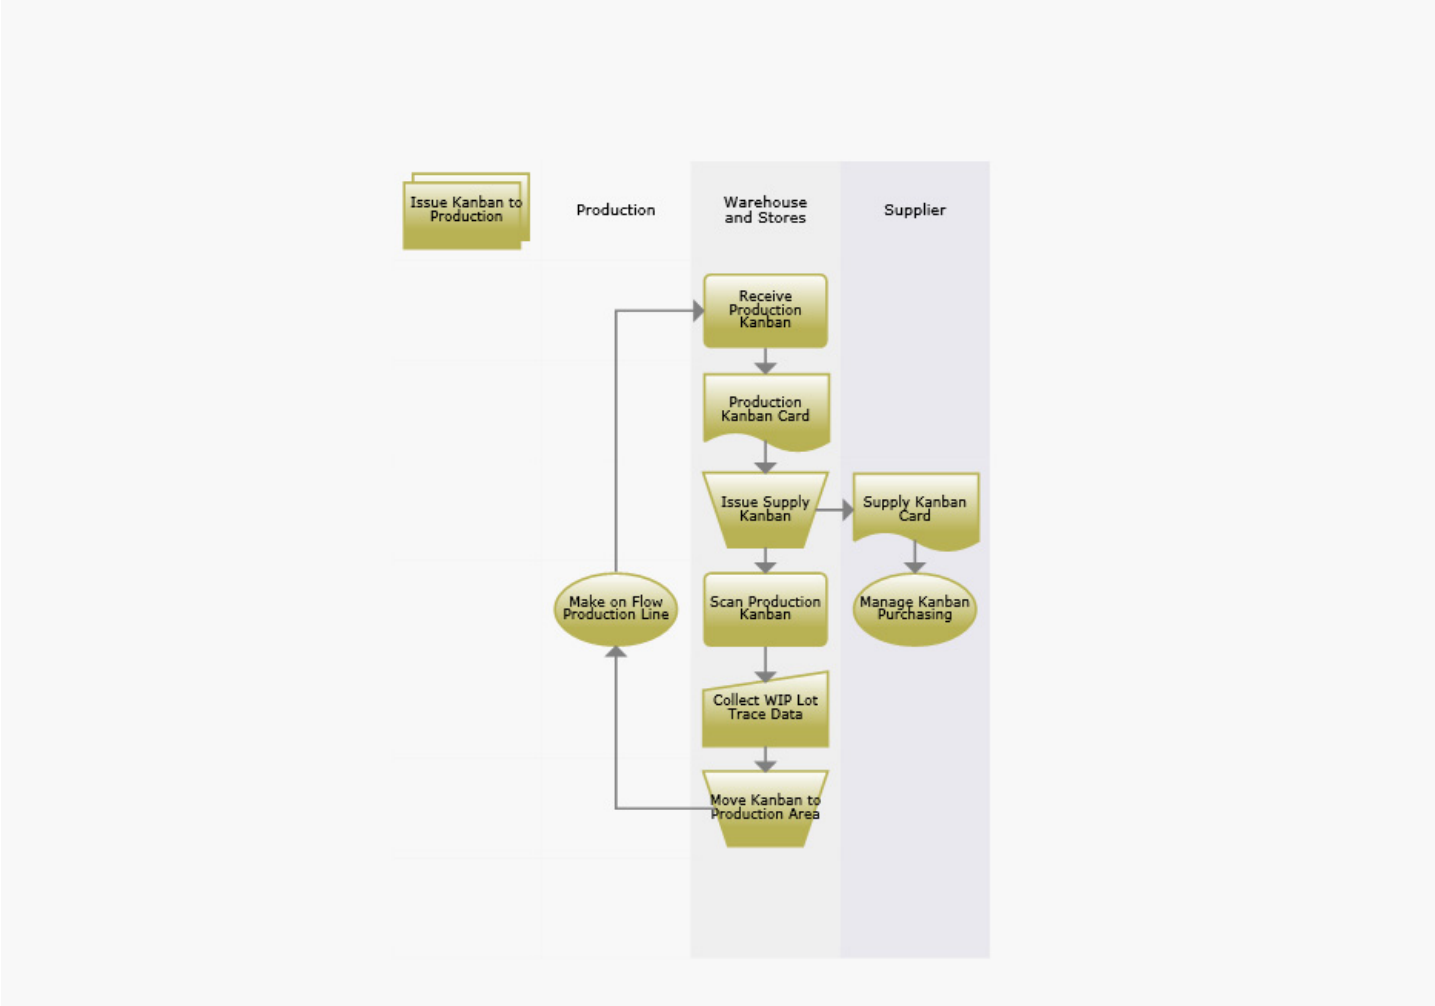 Issue Kanban to
Production
Production
Warehouse
and Stores
Supplier
Receive
Production
Kanban
Production
Kanban Card
Issue Supply
Kanban
Supply Kanban
Card
Make on Flow
Production Line
Scan Production
Kanban
Manage Kanban
Purchasing
Collect WIP Lot
Trace Data
Move Kanban to
Production Area